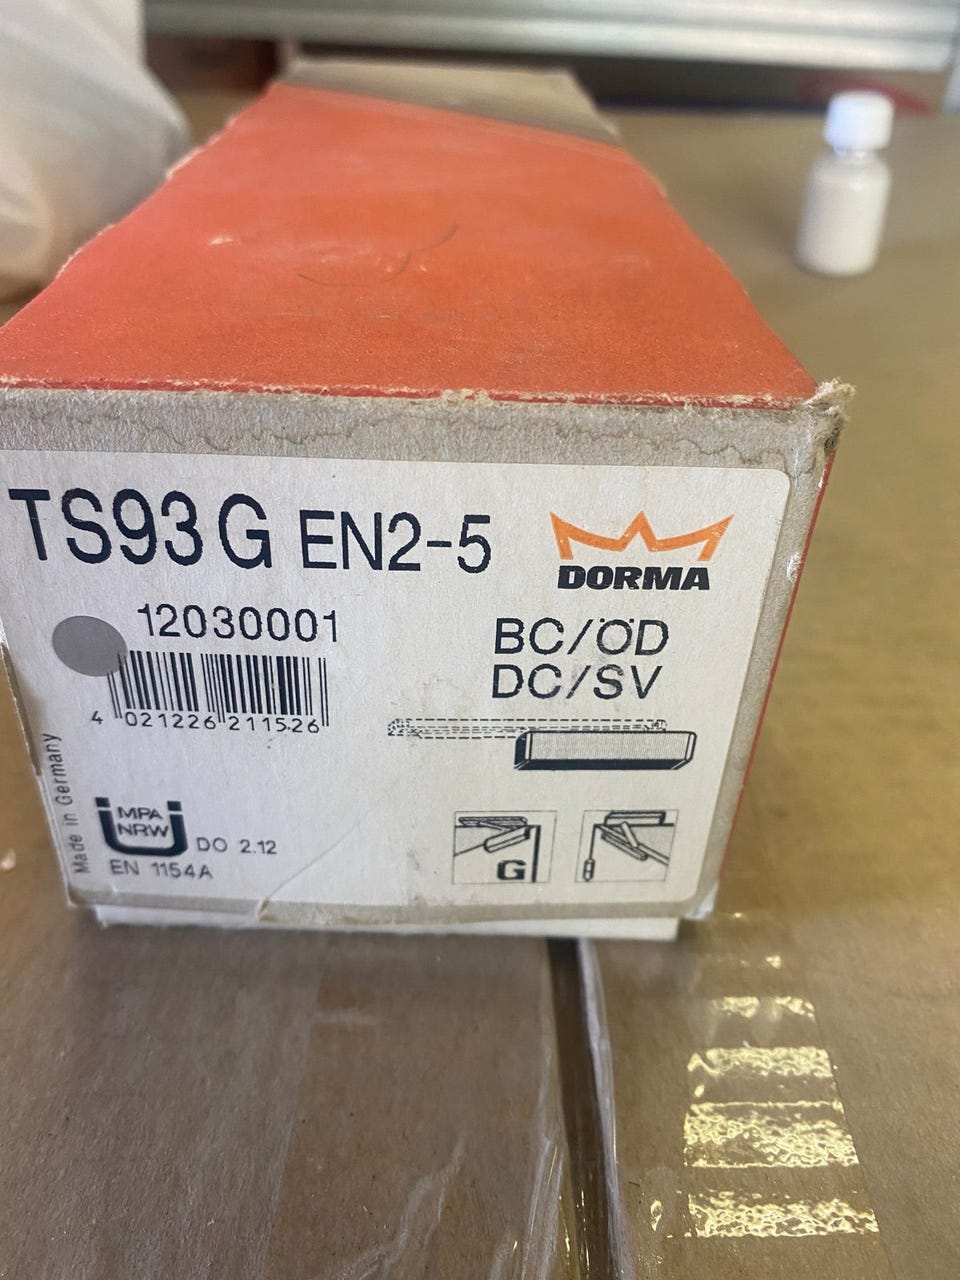 TS93 G EN2-5
DORMA
12030001
BC/ÖD
DC/SV
4 021226 211526
Made in Germany
MPA
NRW
DO 2.12
EN 1154A
G